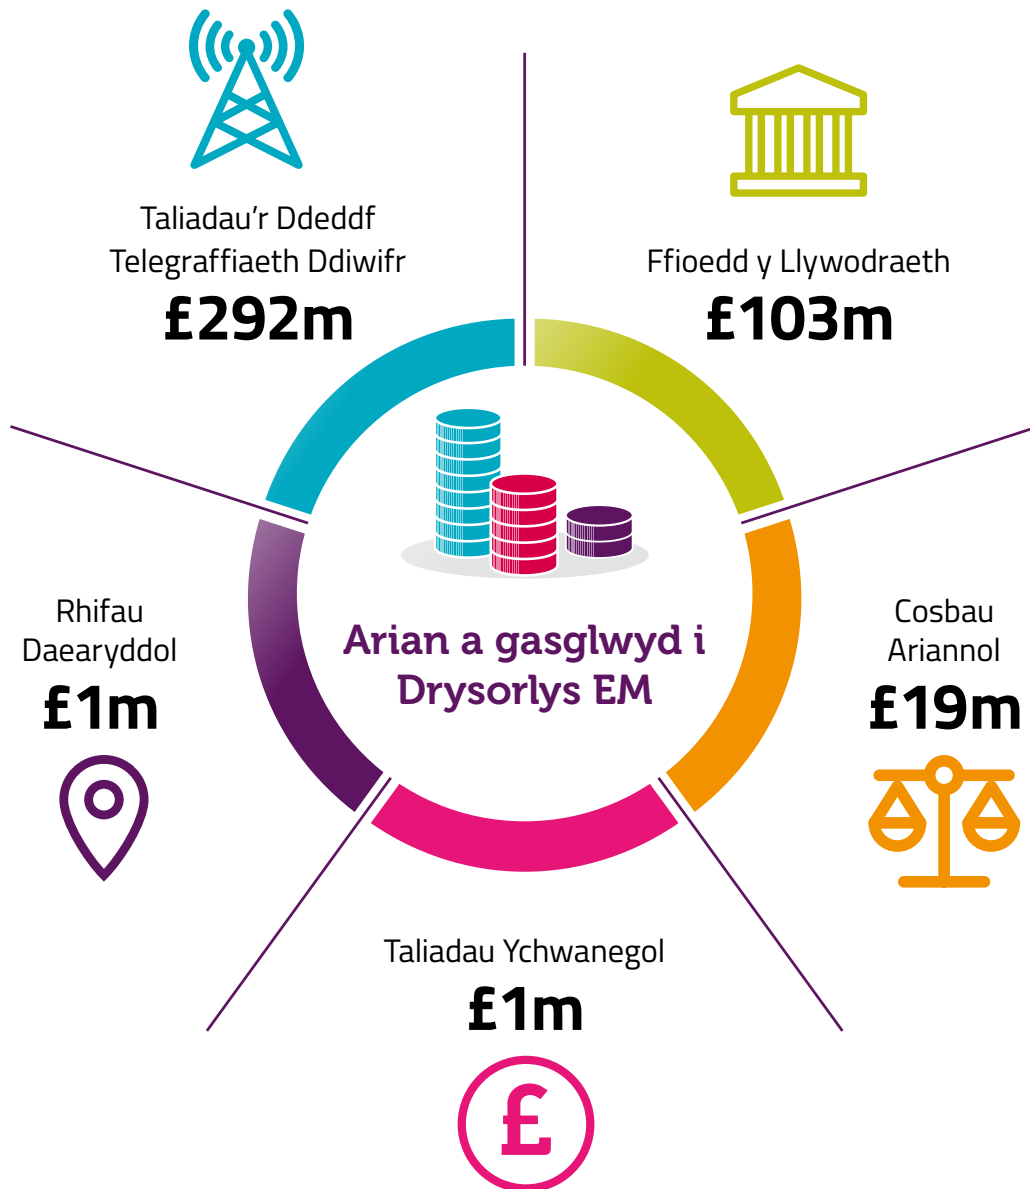 Taliadau'r Ddeddf
Telegraffiaeth Ddiwifr
£292m
Ffioedd y Llywodraeth
£103m
Arian a gasglwyd i
Drysorlys EM
Rhifau
Daearyddol
£1m
Cosbau
Ariannol
£19m
Taliadau Ychwanegol
£1m
£